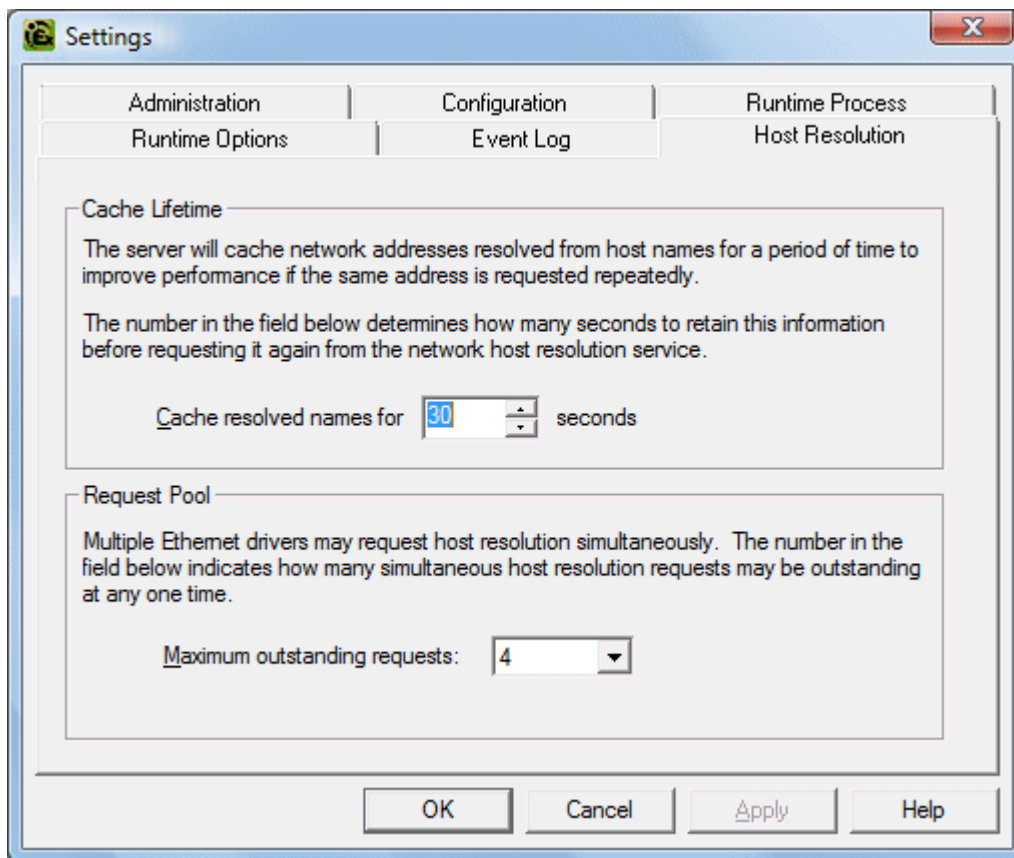 Settings
Administration Configuration Runtime Process
Runtime Options Event Log Host Resolution
Cache Lifetime
The server will cache network addresses resolved from host names for a period of time to
improve performance if the same address is requested repeatedly.
The number in the field below determines how many seconds to retain this information
before requesting it again from the network host resolution service.
Cache resolved names for 30 seconds
Request Pool
Multiple Ethernet drivers may request host resolution simultaneously. The number in the
field below indicates how many simultaneous host resolution requests may be outstanding
at any one time.
Maximum outstanding requests: 4
OK Cancel Apply Help